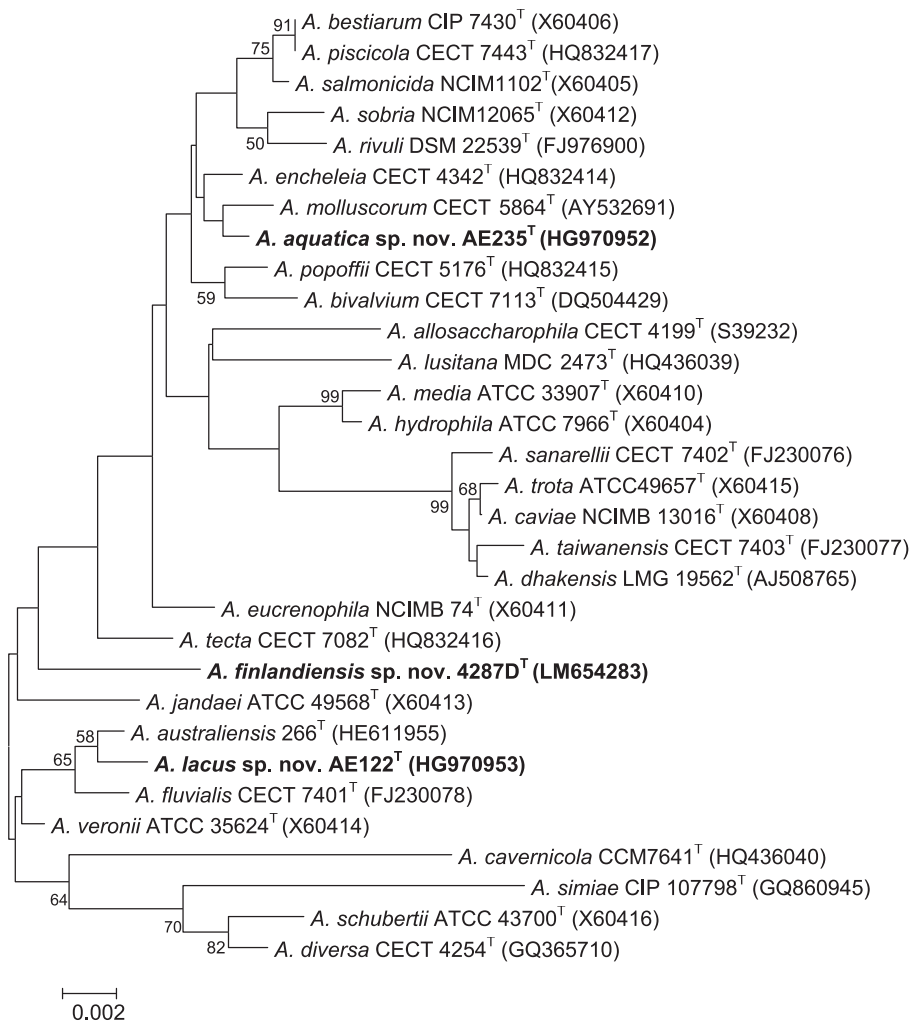 91
A. bestiarum CIP 7430T (X60406)
75
A. piscicola CECT 7443T (HQ832417)
A. salmonicida NCIM1102T(X60405)
A. sobria NCIM12065T (X60412)
50
A. rivuli DSM 22539T (FJ976900)
A. encheleia CECT 4342T (HQ832414)
A. molluscorum CECT 5864T (AY532691)
A. aquatica sp. nov. AE235T (HG970952)
A. popoffii CECT 5176T (HQ832415)
59
A. bivalvium CECT 7113T (DQ504429)
A. allosaccharophila CECT 4199T (S39232)
A. lusitana MDC 2473T (HQ436039)
99
A. media ATCC 33907T (X60410)
A. hydrophila ATCC 7966T (X60404)
A. sanarellii CECT 7402T (FJ230076)
68
A. trota ATCC49657T (X60415)
99
A. caviae NCIMB 13016T (X60408)
A. taiwanensis CECT 7403T (FJ230077)
A. dhakensis LMG 19562T (AJ508765)
A. eucrenophila NCIMB 74T (X60411)
A. tecta CECT 7082T (HQ832416)
A. finlandiensis sp. nov. 4287DT (LM654283)
A. jandaei ATCC 49568T (X60413)
58
A. australiensis 266T (HE611955)
65
A. lacus sp. nov. AE122T (HG970953)
A. fluvialis CECT 7401T (FJ230078)
A. veronii ATCC 35624T (X60414)
A. cavernicola CCM7641T (HQ436040)
64
A. simiae CIP 107798T (GQ860945)
70
A. schubertii ATCC 43700T (X60416)
82
A. diversa CECT 4254T (GQ365710)
0.002